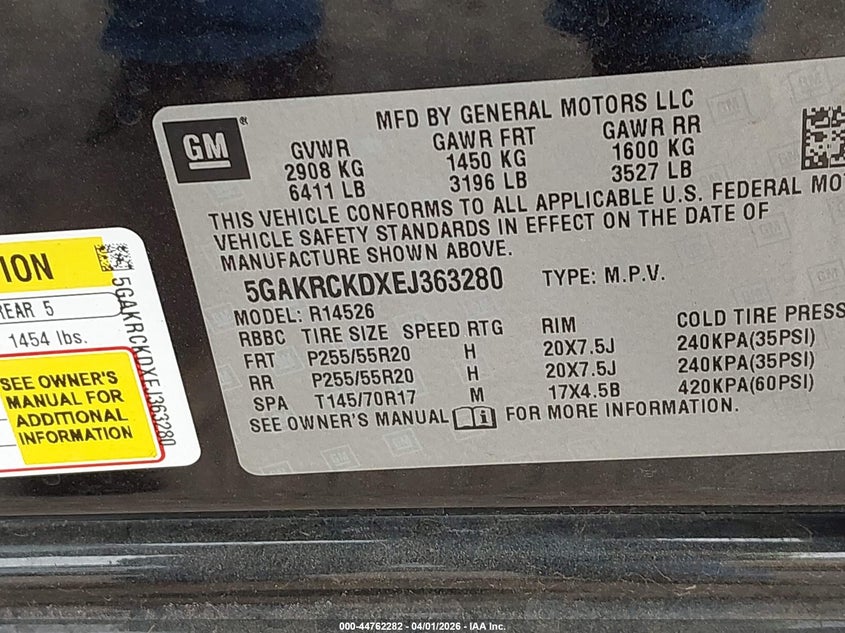 MFD BY GENERAL MOTORS LLC
GM®
GVWR GAWR FRT GAWR RR
2908 KG 1450 KG 1600 KG
6411 LB 3196 LB 3527 LB
THIS VEHICLE CONFORMS TO ALL APPLICABLE U.S. FEDERAL MO
VEHICLE SAFETY STANDARDS IN EFFECT ON THE DATE OF
MANUFACTURE SHOWN ABOVE.
5GAKRCKDXEJ363280 TYPE: M.P.V.
MODEL: R14526
RBBC TIRE SIZE SPEED RTG RIM COLD TIRE PRESS
FRT P255/55R20 H 20X7.5J 240KPA(35PSI)
RR P255/55R20 H 20X7.5J 240KPA(35PSI)
SPA T145/70R17 M 17X4.5B 420KPA(60PSI)
SEE OWNER'S MANUAL FOR MORE INFORMATION.
ION
REAR 5
1454 lbs.
SEE OWNER'S
MANUAL FOR
ADDITIONAL
INFORMATION
5GAKRCKDXEJ363280
000-44762282 - 04/01/2026 - IAA Inc.